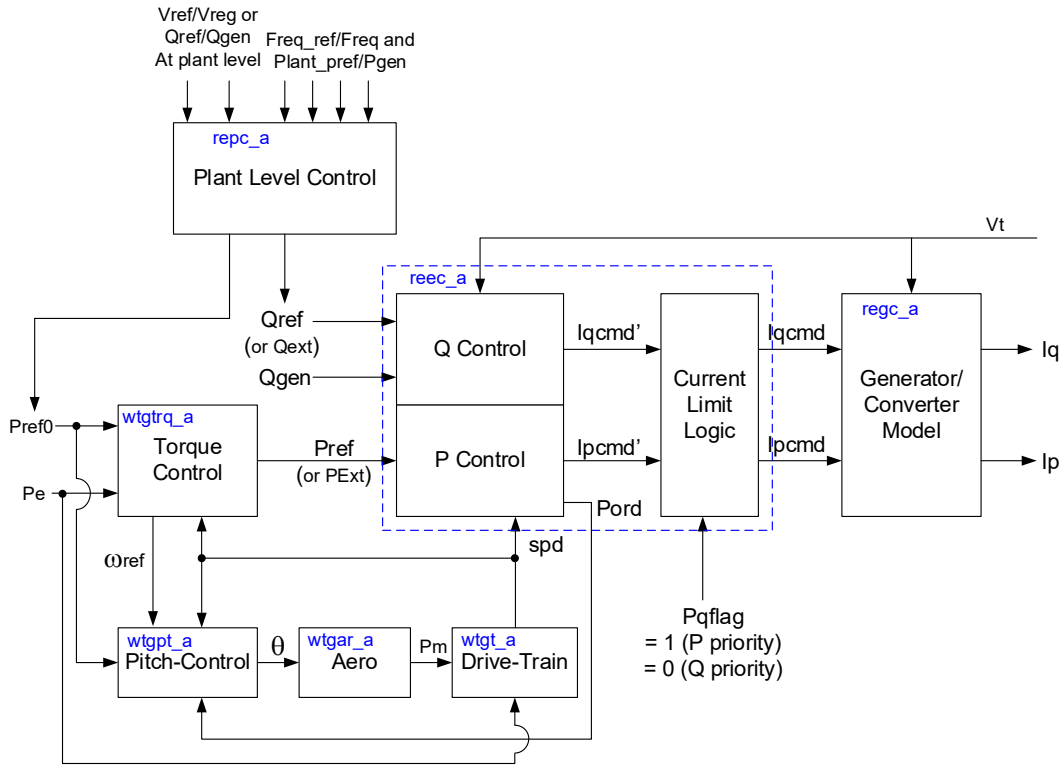 Vref/Vreg or
Qref/Qgen
At plant level
Freq_ref/Freq and
Plant_pref/Pgen
repc_a
Plant Level Control
Vt
reec_a
regc_a
Qref
(or Qext)
Qgen
Q Control
Iqcmd’
Current
Limit
Logic
Iqcmd
Generator/
Converter
Model
Iq
Pref0
wtgtrq_a
Torque
Control
Pref
(or PExt)
P Control
Ipcmd’
Ipcmd
Ip
Pe
Pord
spd
ωref
Pqflag
= 1 (P priority)
= 0 (Q priority)
wtgpt_a
Pitch-Control
θ
wtgar_a
Aero
Pm
wtgt_a
Drive-Train